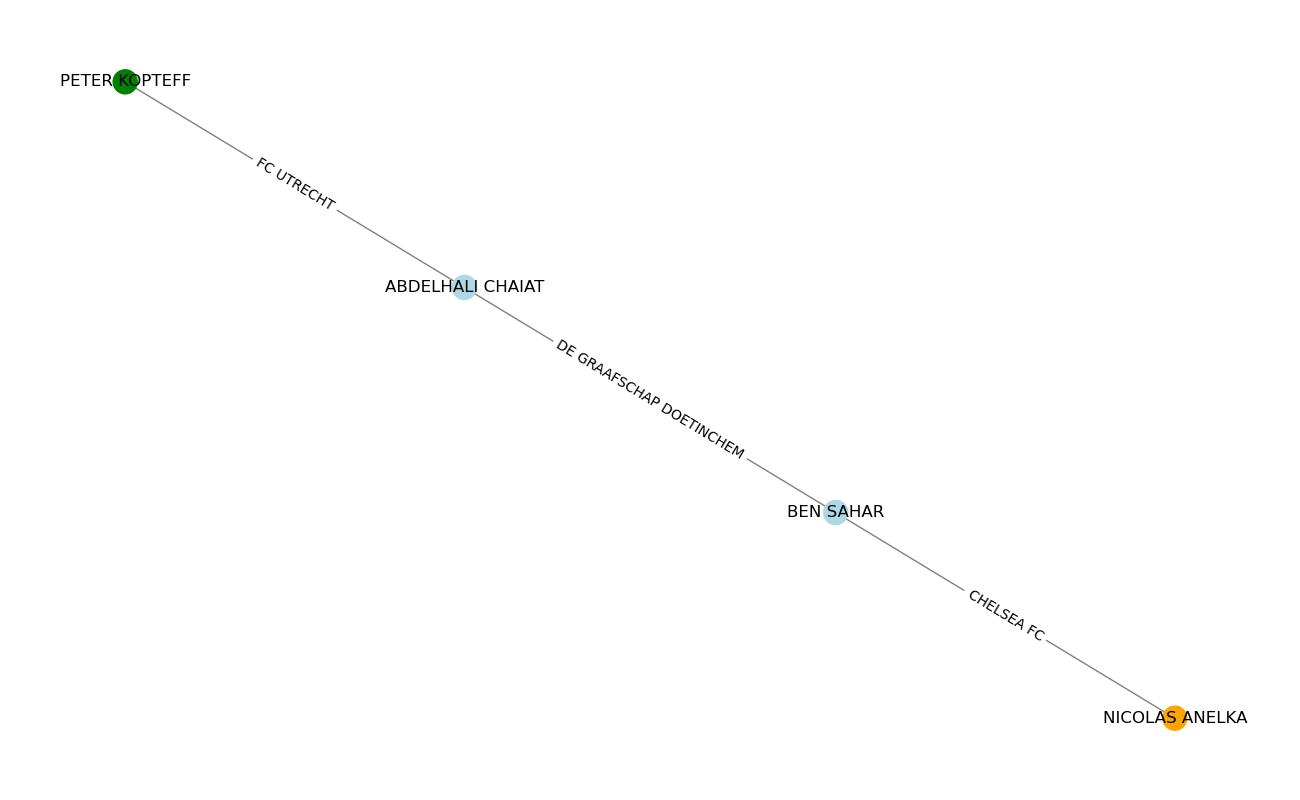 PETER KOPTEFF
FC UTRECHT
ABDELHALI CHAIAT
DE GRAAFSCHAP DOETINCHEM
BEN SAHAR
CHELSEA FC
NICOLAS ANELKA